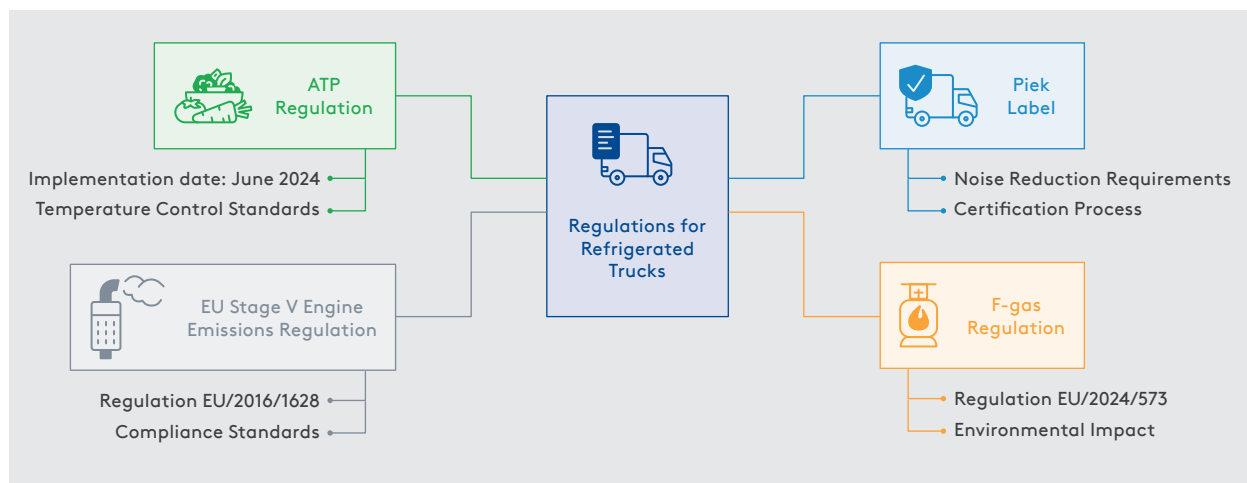 ATP
Regulation
Implementation date: June 2024
Temperature Control Standards
EU Stage V Engine
Emissions Regulation
Regulation EU/2016/1628
Compliance Standards
Regulations for
Refrigerated
Trucks
Piek
Label
Noise Reduction Requirements
Certification Process
F-gas
Regulation
Regulation EU/2024/573
Environmental Impact